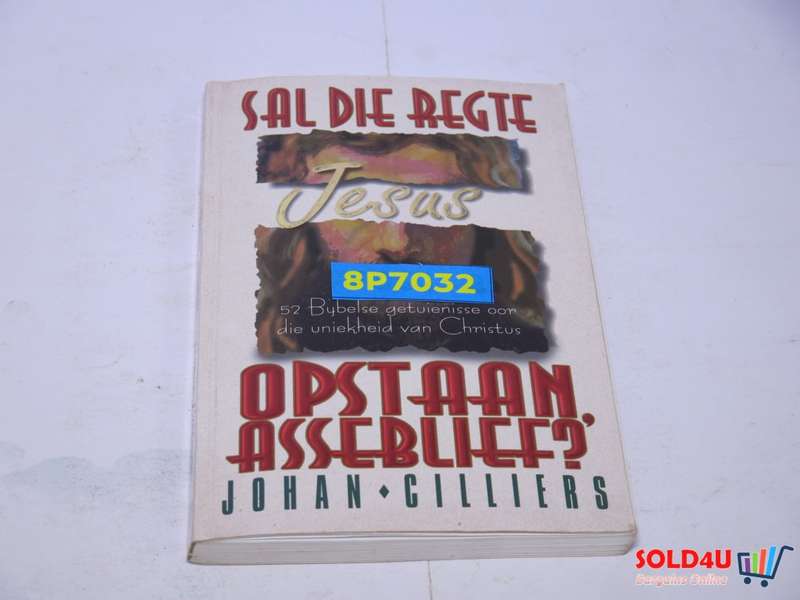 SAL DIE REGTE
Jesus
8P7032
52 Bybelse getuienisse oor
die uniekheid van Christus
OPSTAAN,
ASSEBLIEF?
JOHAN ♦ CILLIERS
SOLD4U
Bargains Online